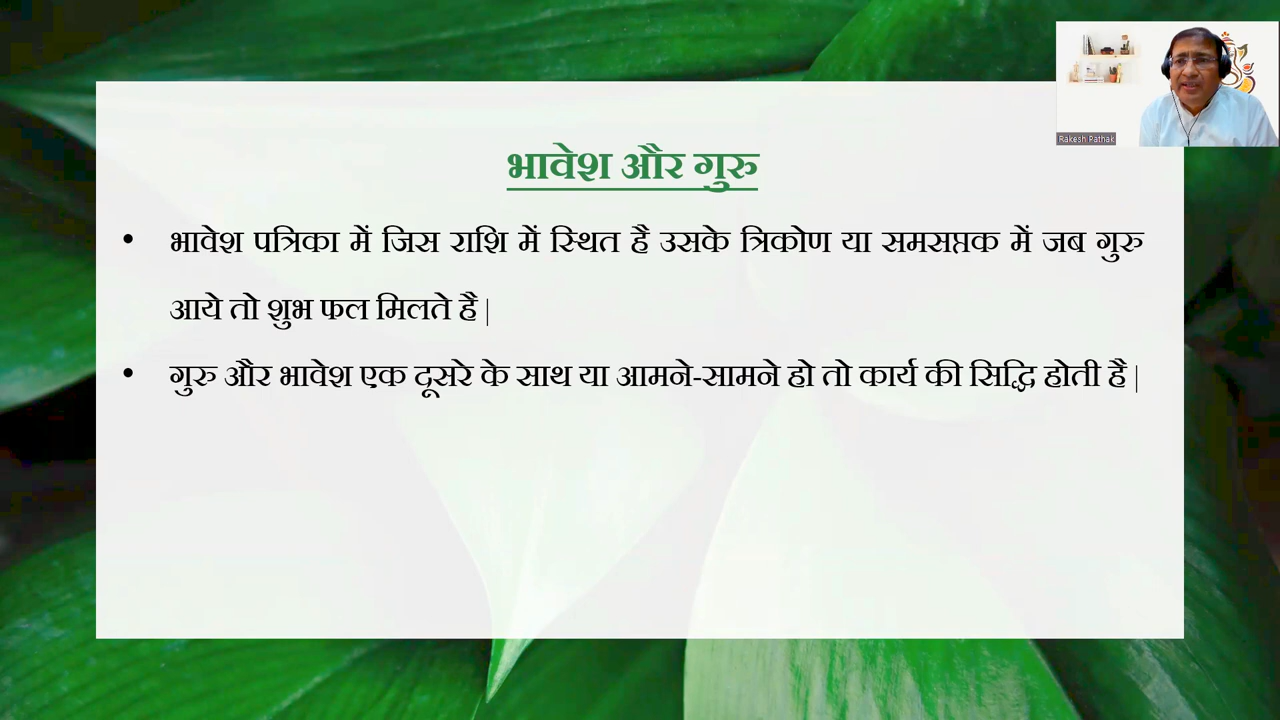 Rakesh Pathak
भावेश और गुरु
• भावेश पत्रिका में जिस राशि में स्थित है उसके त्रिकोण या समसप्तक में जब गुरु
आये तो शुभ फल मिलते है|
• गुरु और भावेश एक दूसरे के साथ या आमने-सामने हो तो कार्य की सिद्धि होती है|